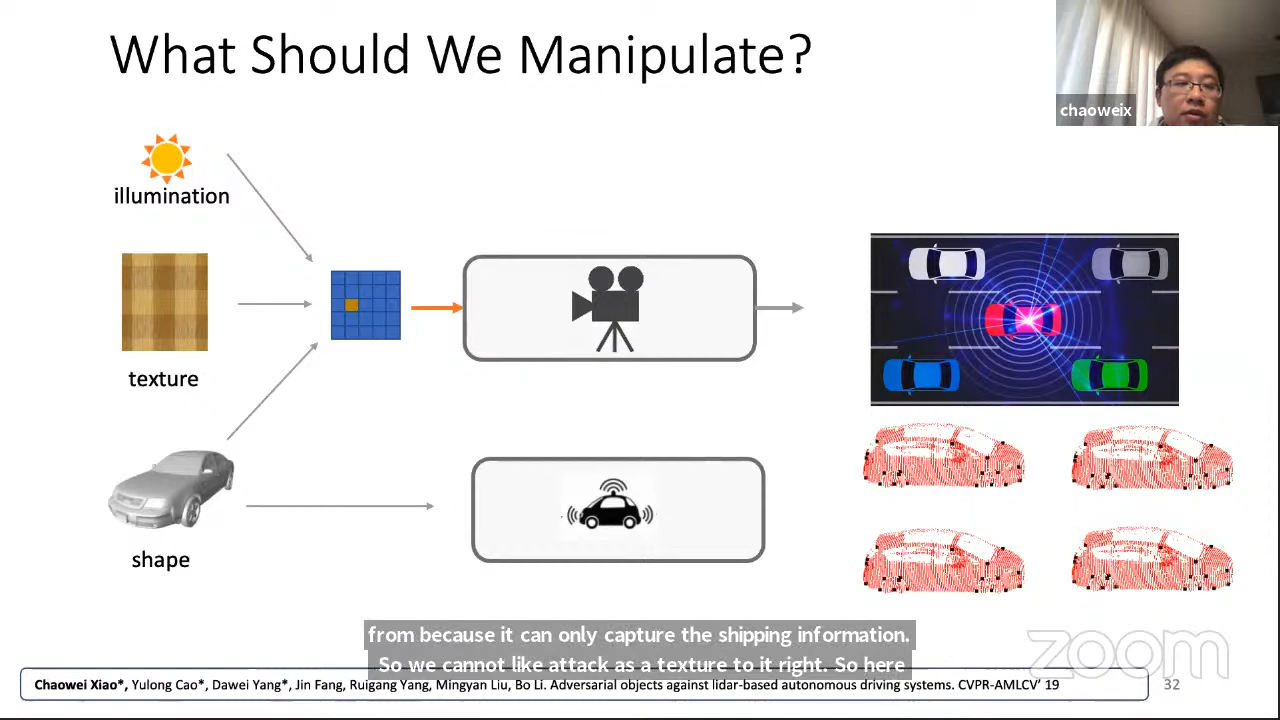 What Should We Manipulate?
chaoweix
illumination
texture
shape
from because it can only capture the shipping information.
So we cannot like attack as a texture to it right. So here
zoom
Chaowei Xiao*, Yulong Cao*, Dawei Yang*, Jin Fang, Ruigang Yang, Mingyan Liu, Bo Li. Adversarial objects against lidar-based autonomous driving systems. CVPR-AMLCV’ 19
32